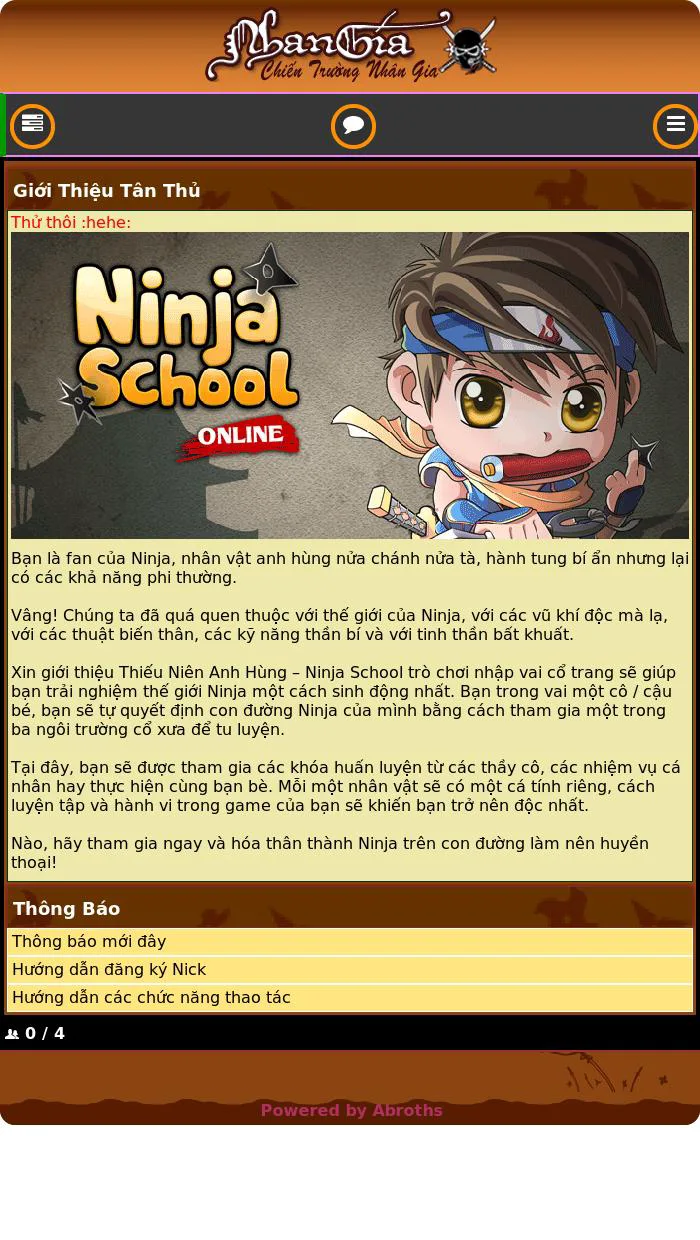 NhanGia
Chiến Trường Nhân Gia
Giới Thiệu Tân Thủ
Thử thôi :hehe:
Ninja
School
ONLINE
Bạn là fan của Ninja, nhân vật anh hùng nửa chánh nửa tà, hành tung bí ẩn nhưng lại
có các khả năng phi thường.
Vâng! Chúng ta đã quá quen thuộc với thế giới của Ninja, với các vũ khí độc mà lạ,
với các thuật biến thân, các kỹ năng thần bí và với tinh thần bất khuất.
Xin giới thiệu Thiếu Niên Anh Hùng – Ninja School trò chơi nhập vai cổ trang sẽ giúp
bạn trải nghiệm thế giới Ninja một cách sinh động nhất. Bạn trong vai một cô / cậu
bé, bạn sẽ tự quyết định con đường Ninja của mình bằng cách tham gia một trong
ba ngôi trường cổ xưa để tu luyện.
Tại đây, bạn sẽ được tham gia các khóa huấn luyện từ các thầy cô, các nhiệm vụ cá
nhân hay thực hiện cùng bạn bè. Mỗi một nhân vật sẽ có một cá tính riêng, cách
luyện tập và hành vi trong game của bạn sẽ khiến bạn trở nên độc nhất.
Nào, hãy tham gia ngay và hóa thân thành Ninja trên con đường làm nên huyền
thoại!
Thông Báo
Thông báo mới đây
Hướng dẫn đăng ký Nick
Hướng dẫn các chức năng thao tác
0 / 4
Powered by Abroths